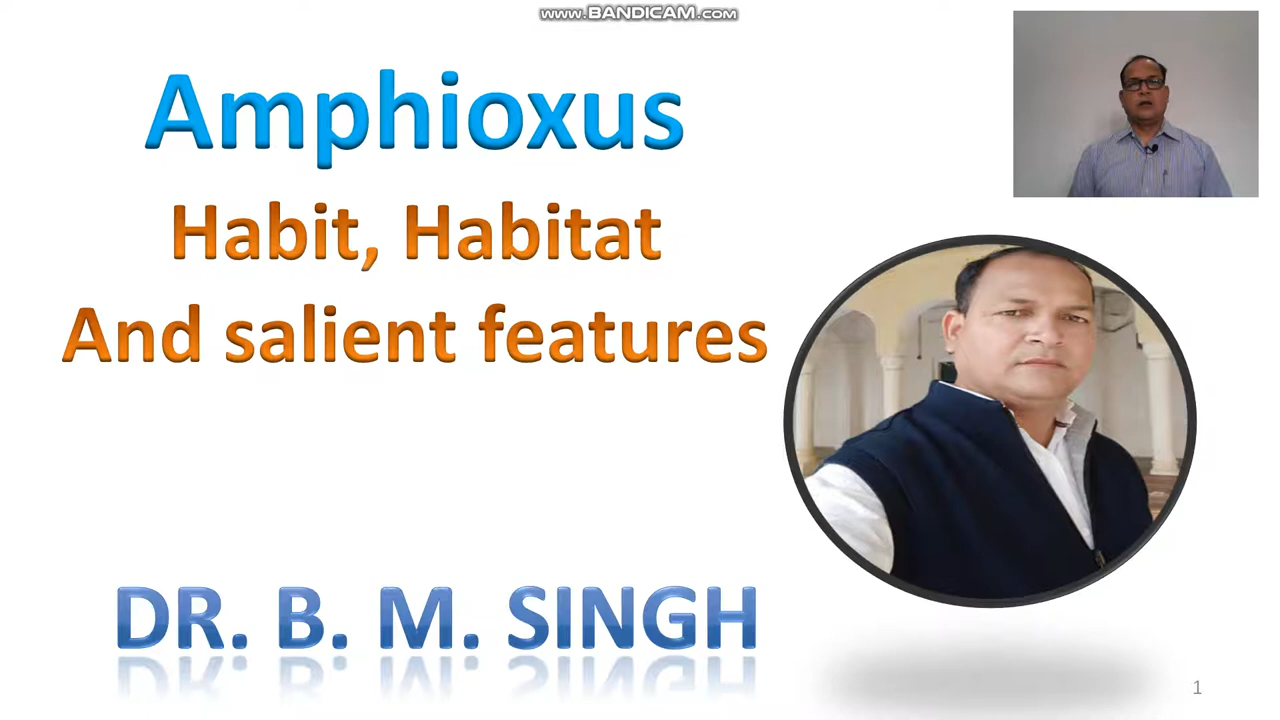 www.BANDICAM.com
Amphioxus
Habit, Habitat
And salient features
DR. B. M. SINGH
1